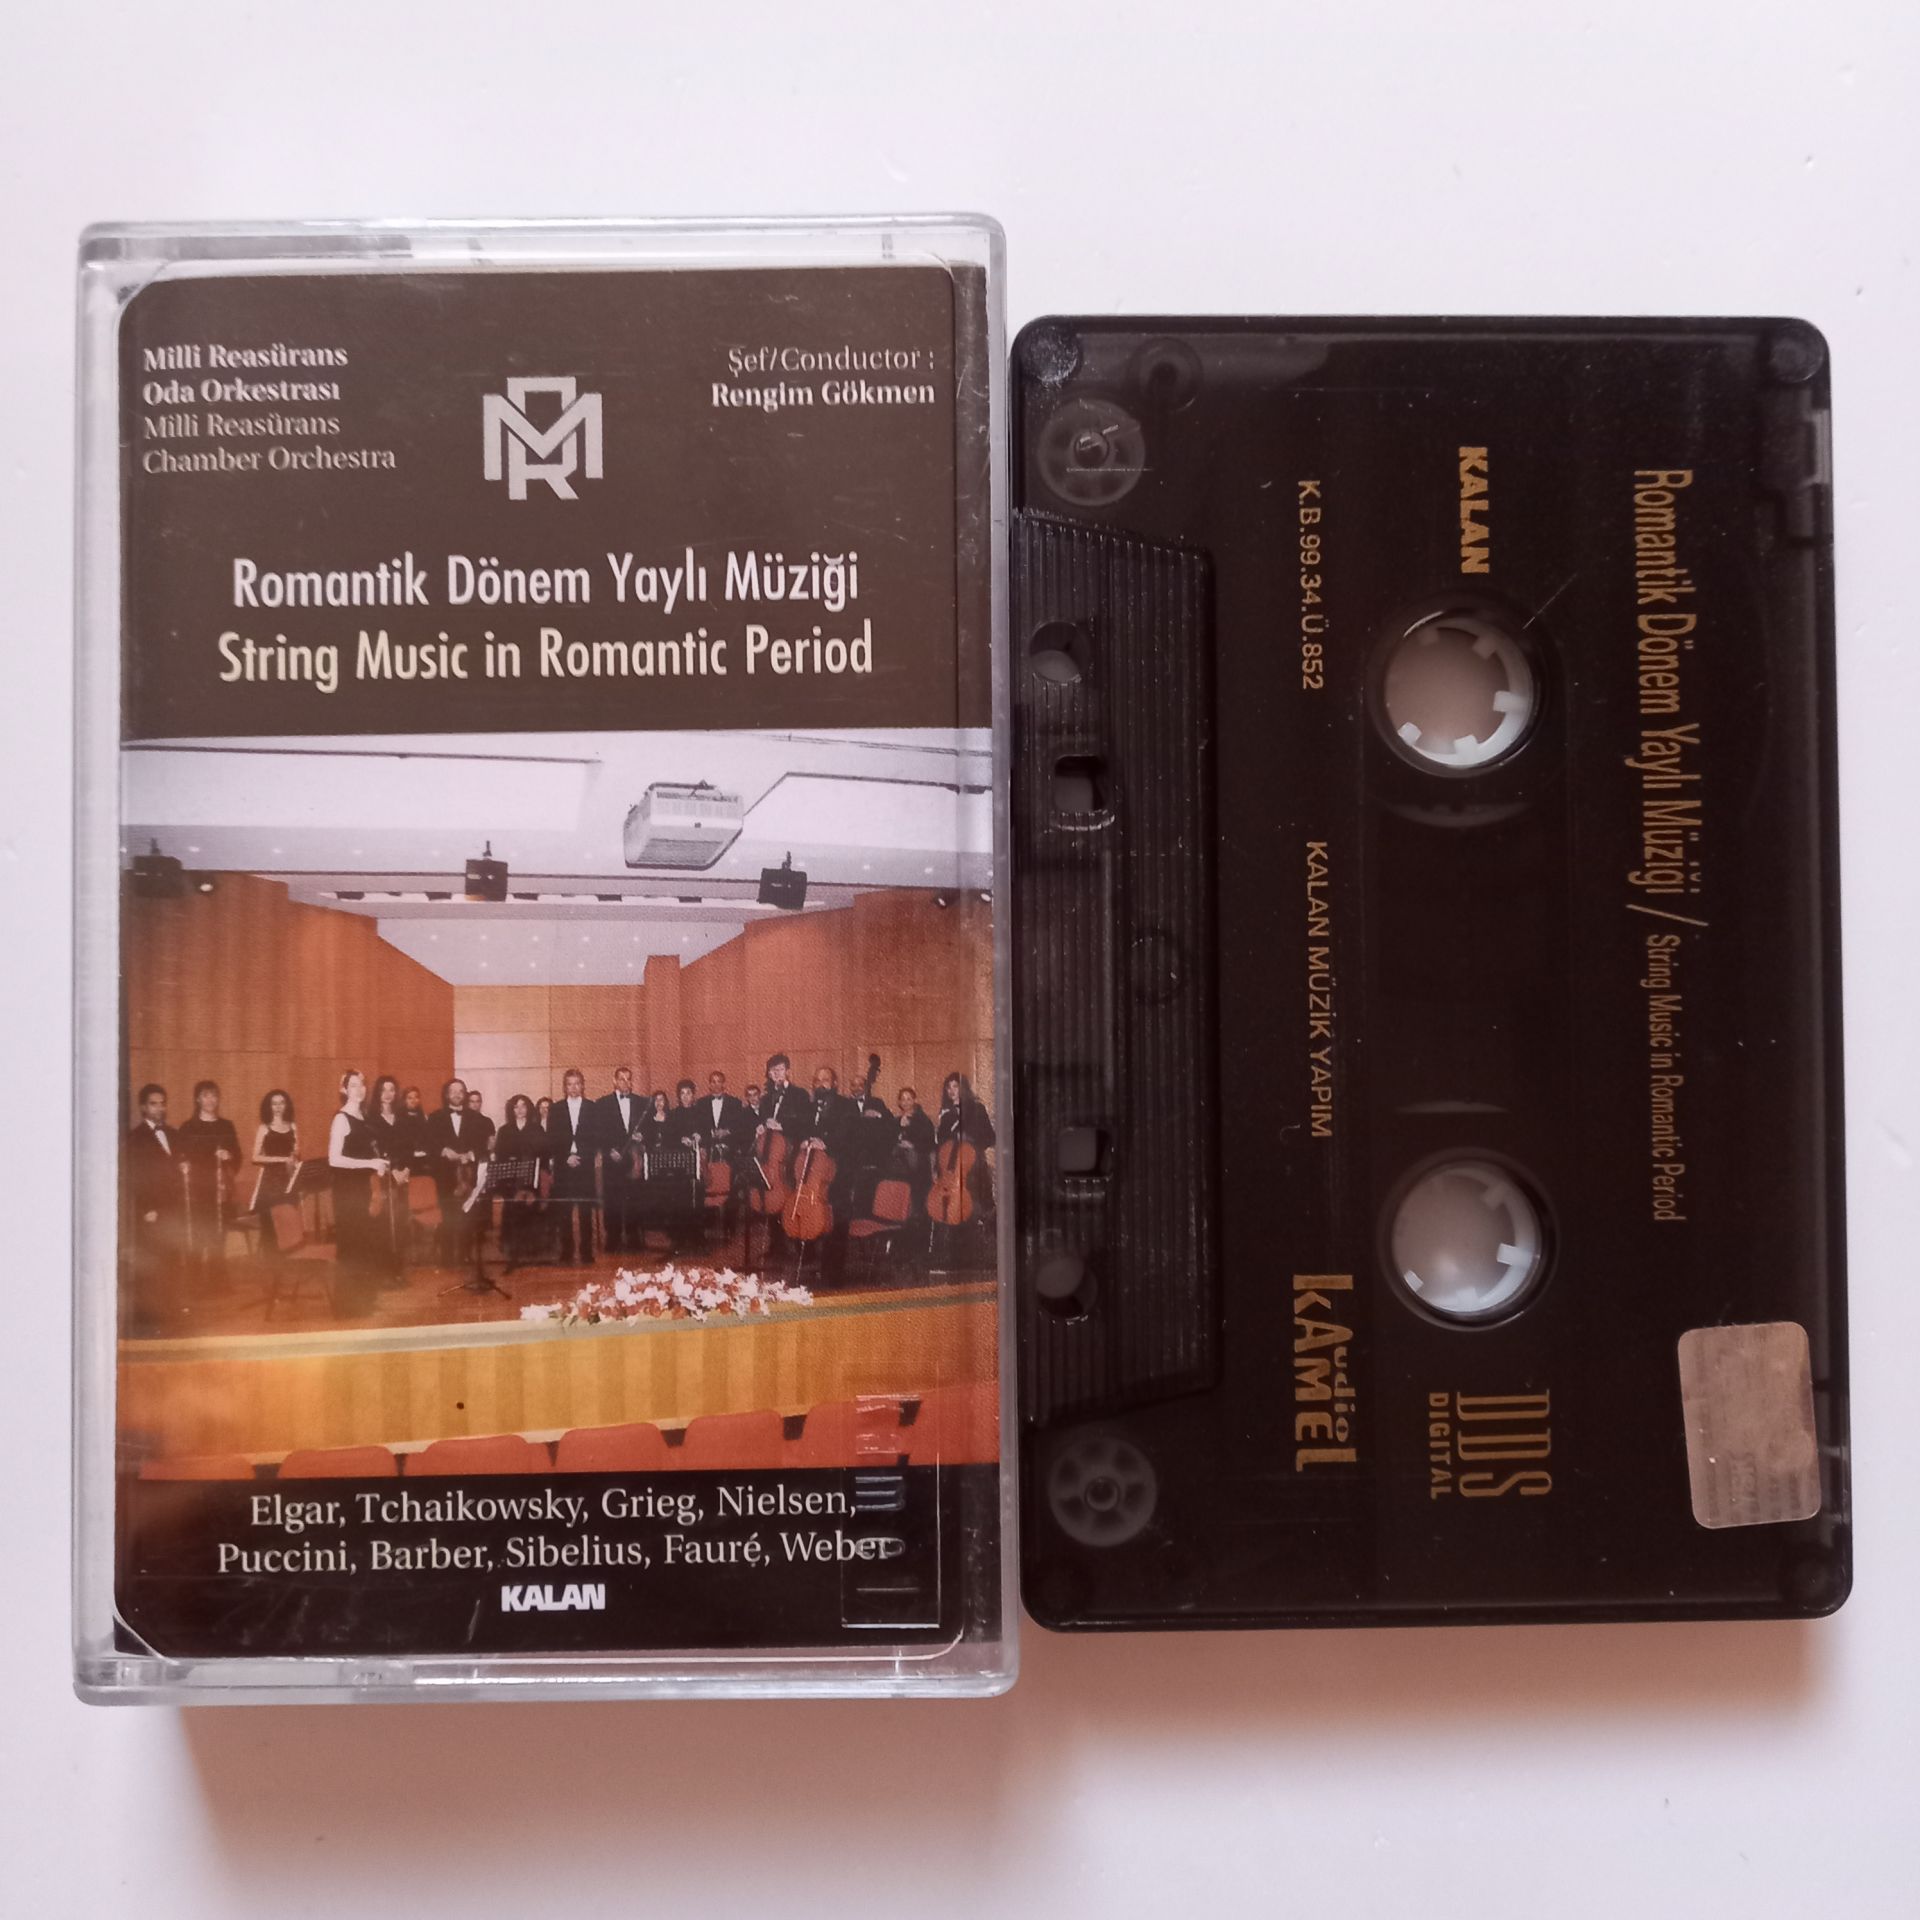 Milli Reasürans
Oda Orkestrası
Milli Reasürans
Chamber Orchestra
MR
Şef/Conductor :
Rengim Gökmen
Romantik Dönem Yaylı Müziği
String Music in Romantic Period
Elgar, Tchaikowsky, Grieg, Nielsen,
Puccini, Barber, Sibelius, Fauré, Weber
KALAN
Romantik Dönem Yaylı Müziği / String Music in Romantic Period
KALAN
DDS
DIGITAL
K.B.99.34.Ü.852
KALAN MÜZİK YAPIM
kAMEl
Audio